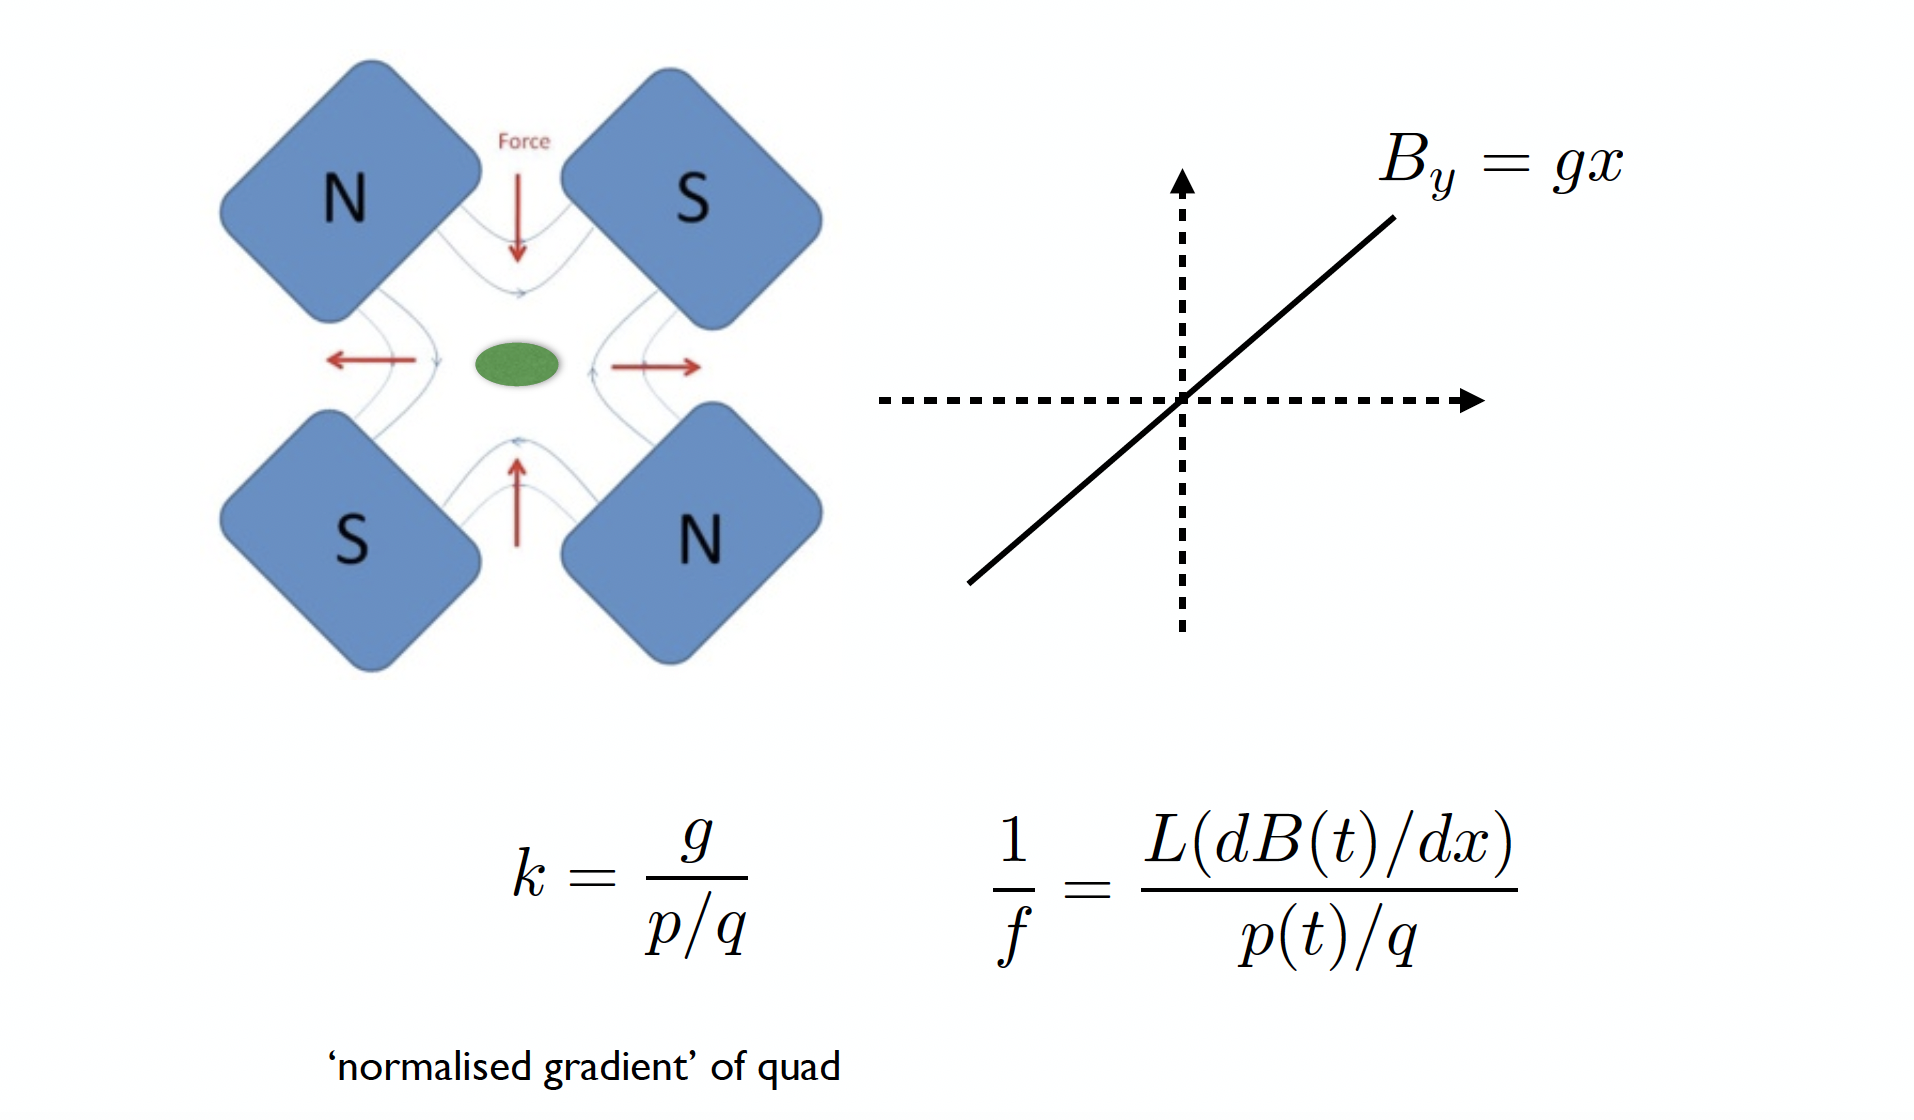 Force
N
S
S
N
B_y = gx
k = g / (p/q)
1/f = L(dB(t)/dx) / (p(t)/q)
‘normalised gradient’ of quad